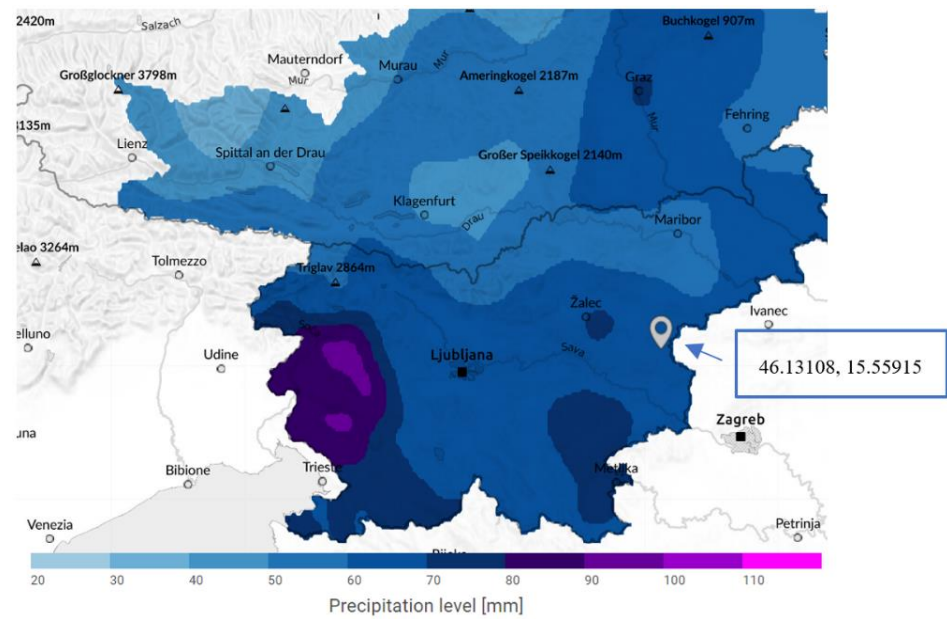 2420m
Salzach
Buchkogel 907m
Mauterndorf
Mur
Murau
Mur
Großglockner 3798m
Ameringkogel 2187m
Graz
Mur
3135m
Fehring
Lienz
Spittal an der Drau
Großer Speikkogel 2140m
Klagenfurt
Drau
Maribor
elao 3264m
Tolmezzo
Triglav 2864m
Žalec
Ivanec
elluno
Udine
Ljubljana
Sava
46.13108, 15.55915
Zagreb
una
Bibione
Trieste
Metlika
Venezia
Petrinja
20 30 40 50 60 70 80 90 100 110
Precipitation level [mm]